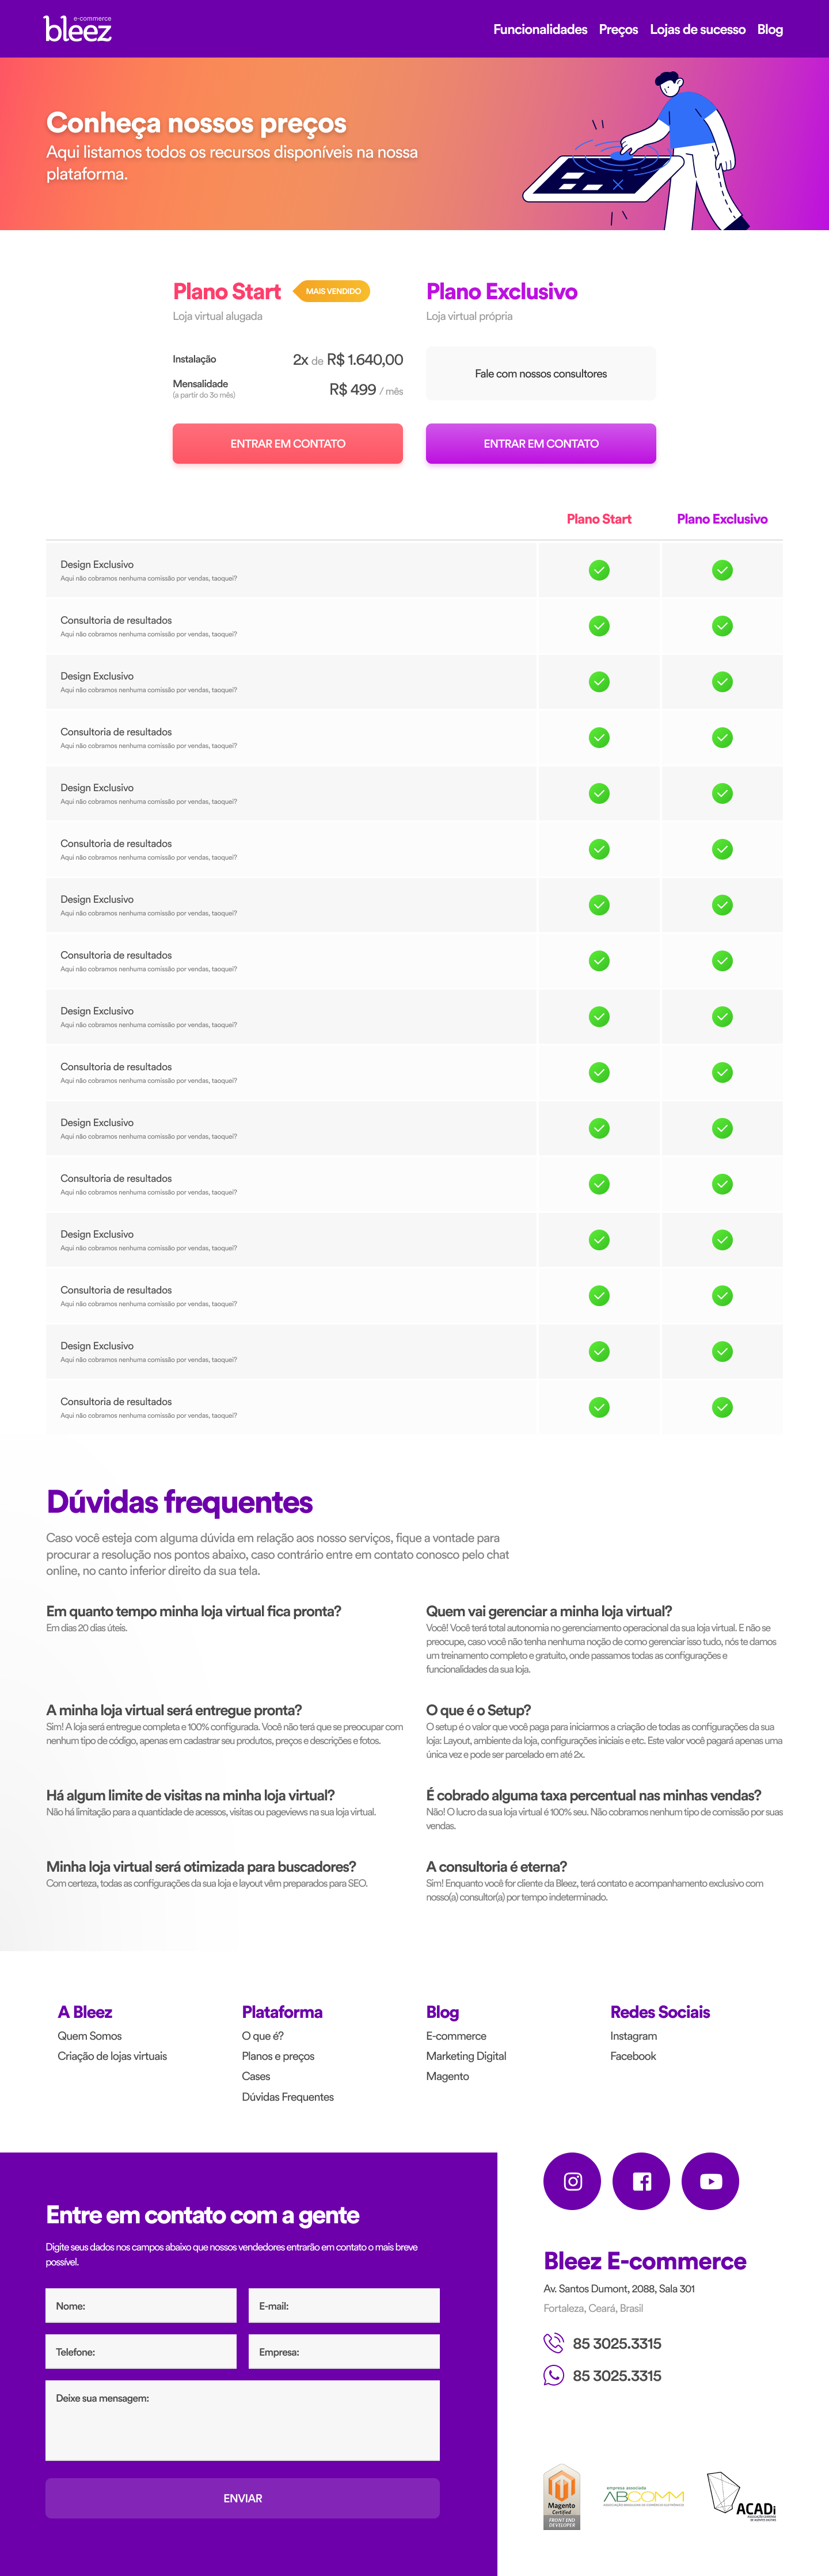 e-commerce
bleez
Funcionalidades Preços Lojas de sucesso Blog
Conheça nossos preços
Aqui listamos todos os recursos disponíveis na nossa
plataforma.
Plano Start
MAIS VENDIDO
Loja virtual alugada
Instalação 2x de R$ 1.640,00
Mensalidade R$ 499 / mês
(a partir do 3o mês)
ENTRAR EM CONTATO
Plano Exclusivo
Loja virtual própria
Fale com nossos consultores
ENTRAR EM CONTATO
Plano Start Plano Exclusivo
Design Exclusivo
Aqui não cobramos nenhuma comissão por vendas, taoquei?
Consultoria de resultados
Aqui não cobramos nenhuma comissão por vendas, taoquei?
Design Exclusivo
Aqui não cobramos nenhuma comissão por vendas, taoquei?
Consultoria de resultados
Aqui não cobramos nenhuma comissão por vendas, taoquei?
Design Exclusivo
Aqui não cobramos nenhuma comissão por vendas, taoquei?
Consultoria de resultados
Aqui não cobramos nenhuma comissão por vendas, taoquei?
Design Exclusivo
Aqui não cobramos nenhuma comissão por vendas, taoquei?
Consultoria de resultados
Aqui não cobramos nenhuma comissão por vendas, taoquei?
Design Exclusivo
Aqui não cobramos nenhuma comissão por vendas, taoquei?
Consultoria de resultados
Aqui não cobramos nenhuma comissão por vendas, taoquei?
Design Exclusivo
Aqui não cobramos nenhuma comissão por vendas, taoquei?
Consultoria de resultados
Aqui não cobramos nenhuma comissão por vendas, taoquei?
Design Exclusivo
Aqui não cobramos nenhuma comissão por vendas, taoquei?
Consultoria de resultados
Aqui não cobramos nenhuma comissão por vendas, taoquei?
Design Exclusivo
Aqui não cobramos nenhuma comissão por vendas, taoquei?
Consultoria de resultados
Aqui não cobramos nenhuma comissão por vendas, taoquei?
Dúvidas frequentes
Caso você esteja com alguma dúvida em relação aos nosso serviços, fique a vontade para
procurar a resolução nos pontos abaixo, caso contrário entre em contato conosco pelo chat
online, no canto inferior direito da sua tela.
Em quanto tempo minha loja virtual fica pronta?
Em dias 20 dias úteis.
Quem vai gerenciar a minha loja virtual?
Você! Você terá total autonomia no gerenciamento operacional da sua loja virtual. E não se
preocupe, caso você não tenha nenhuma noção de como gerenciar isso tudo, nós te damos
um treinamento completo e gratuito, onde passamos todas as configurações e
funcionalidades da sua loja.
A minha loja virtual será entregue pronta?
Sim! A loja será entregue completa e 100% configurada. Você não terá que se preocupar com
nenhum tipo de código, apenas em cadastrar seu produtos, preços e descrições e fotos.
O que é o Setup?
O setup é o valor que você paga para iniciarmos a criação de todas as configurações da sua
loja: Layout, ambiente da loja, configurações iniciais e etc. Este valor você pagará apenas uma
única vez e pode ser parcelado em até 2x.
Há algum limite de visitas na minha loja virtual?
Não há limitação para a quantidade de acessos, visitas ou pageviews na sua loja virtual.
É cobrado alguma taxa percentual nas minhas vendas?
Não! O lucro da sua loja virtual é 100% seu. Não cobramos nenhum tipo de comissão por suas
vendas.
Minha loja virtual será otimizada para buscadores?
Com certeza, todas as configurações da sua loja e layout vêm preparados para SEO.
A consultoria é eterna?
Sim! Enquanto você for cliente da Bleez, terá contato e acompanhamento exclusivo com
nosso(a) consultor(a) por tempo indeterminado.
A Bleez
Quem Somos
Criação de lojas virtuais
Plataforma
O que é?
Planos e preços
Cases
Dúvidas Frequentes
Blog
E-commerce
Marketing Digital
Magento
Redes Sociais
Instagram
Facebook
Entre em contato com a gente
Digite seus dados nos campos abaixo que nossos vendedores entrarão em contato o mais breve
possível.
Nome: E-mail:
Telefone: Empresa:
Deixe sua mensagem:
ENVIAR
Bleez E-commerce
Av. Santos Dumont, 2088, Sala 301
Fortaleza, Ceará, Brasil
85 3025.3315
85 3025.3315
Magento
Certified
FRONT END
DEVELOPER
empresa associada
ABCOMM
ACADi